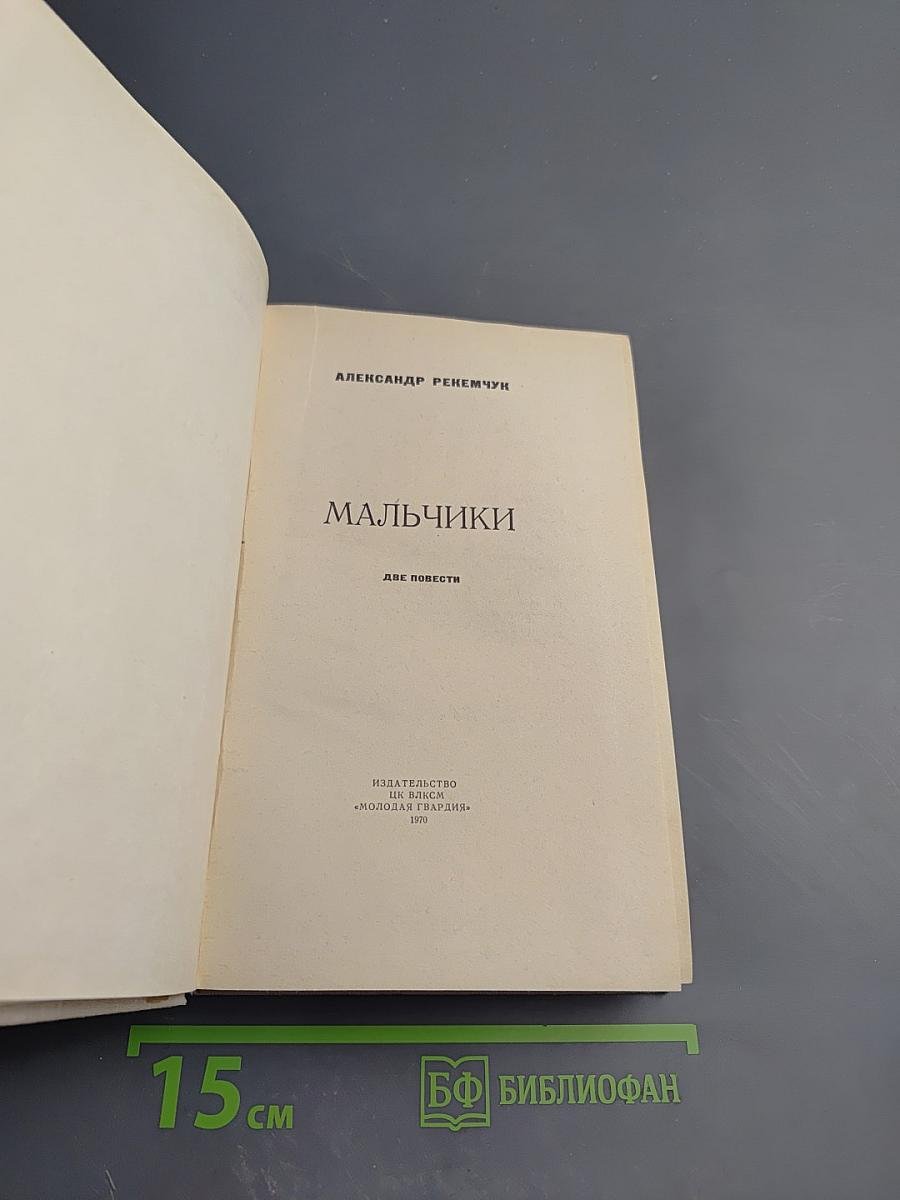 АЛЕКСАНДР РЕКЕМЧУК
МАЛЬЧИКИ
ДВЕ ПОВЕСТИ
ИЗДАТЕЛЬСТВО
ЦК ВЛКСМ
«МОЛОДАЯ ГВАРДИЯ»
1970
15 см
БФ БИБЛИОФАН